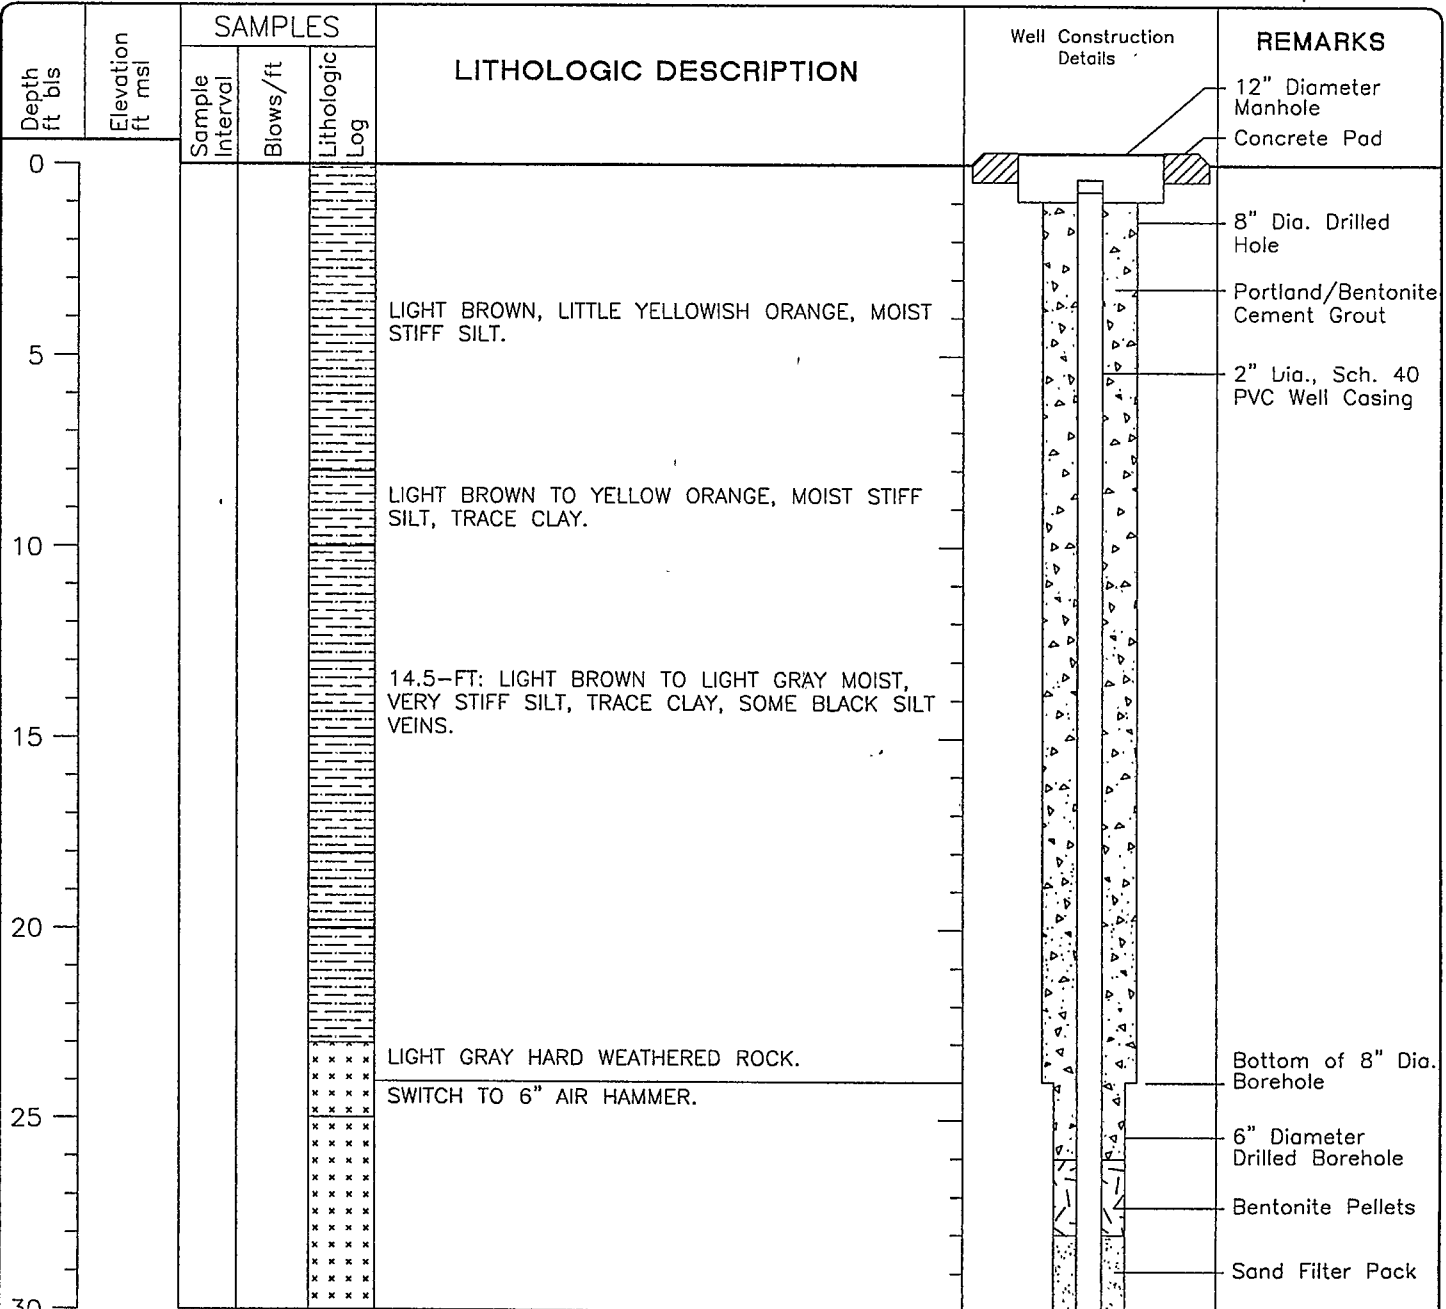 SAMPLES
Depth
ft bls
Elevation
ft msl
Sample
Interval
Blows/ft
Lithologic
Log
LITHOLOGIC DESCRIPTION
Well Construction
Details
REMARKS
12" Diameter
Manhole
Concrete Pad
0
8" Dia. Drilled
Hole
Portland/Bentonite
Cement Grout
LIGHT BROWN, LITTLE YELLOWISH ORANGE, MOIST
STIFF SILT.
5
2" Dia., Sch. 40
PVC Well Casing
LIGHT BROWN TO YELLOW ORANGE, MOIST STIFF
SILT, TRACE CLAY.
10
14.5-FT: LIGHT BROWN TO LIGHT GRAY MOIST,
VERY STIFF SILT, TRACE CLAY, SOME BLACK SILT
VEINS.
15
20
LIGHT GRAY HARD WEATHERED ROCK.
Bottom of 8" Dia.
Borehole
SWITCH TO 6" AIR HAMMER.
25
6" Diameter
Drilled Borehole
Bentonite Pellets
Sand Filter Pack
30